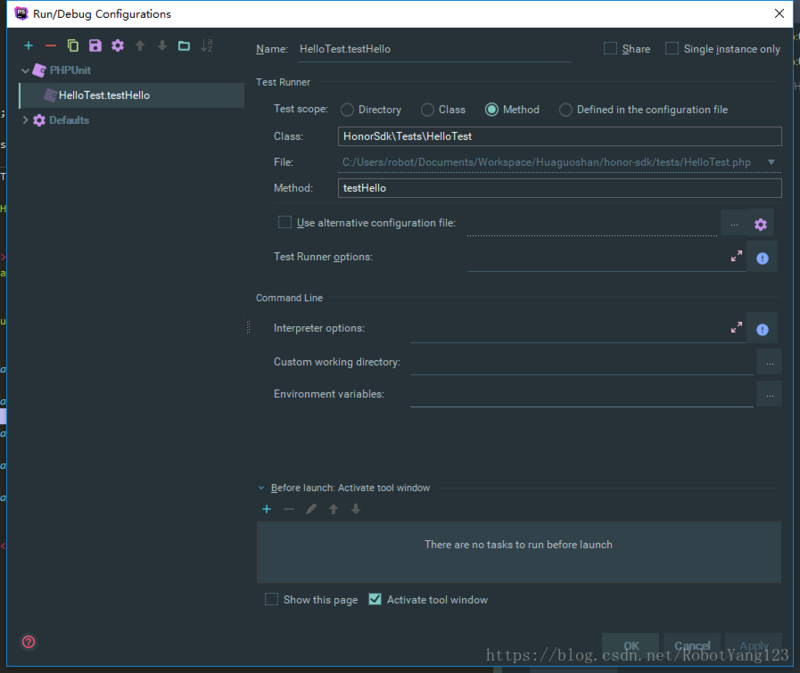 Run/Debug Configurations
Name: HelloTest.testHello
Share
Single instance only
PHPUnit
HelloTest.testHello
Defaults
Test Runner
Test scope: Directory Class Method Defined in the configuration file
Class: HonorSdk\Tests\HelloTest
File: C:/Users/robot/Documents/Workspace/Huaguoshan/honor-sdk/tests/HelloTest.php
Method: testHello
Use alternative configuration file: ...
Test Runner options:
Command Line
Interpreter options:
Custom working directory: ...
Environment variables: ...
Before launch: Activate tool window
There are no tasks to run before launch
Show this page Activate tool window
OK Cancel Apply
https://blog.csdn.net/RobotYang123